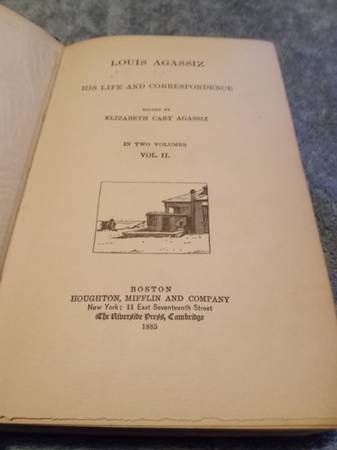 LOUIS AGASSIZ
HIS LIFE AND CORRESPONDENCE
EDITED BY
ELIZABETH CARY AGASSIZ
IN TWO VOLUMES
VOL. II.
BOSTON
HOUGHTON, MIFFLIN AND COMPANY
New York: 11 East Seventeenth Street
The Riverside Press, Cambridge
1885